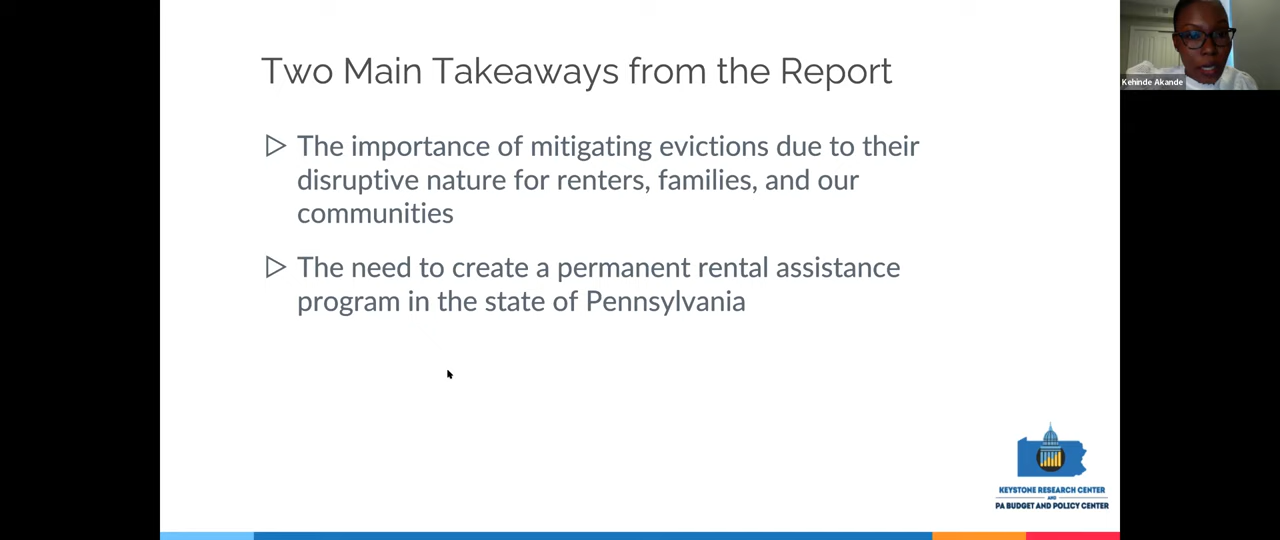 Two Main Takeaways from the Report
Kehinde Akande
▷ The importance of mitigating evictions due to their
disruptive nature for renters, families, and our
communities
▷ The need to create a permanent rental assistance
program in the state of Pennsylvania
KEYSTONE RESEARCH CENTER
AND
PA BUDGET AND POLICY CENTER